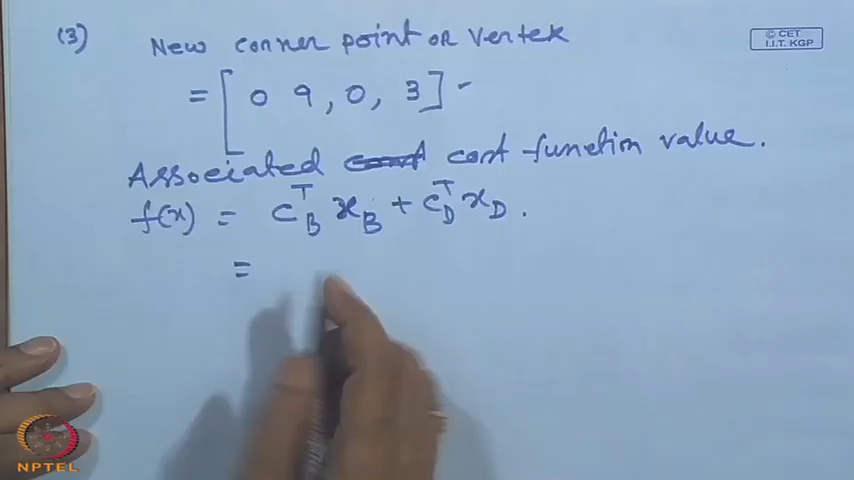 (3) New corner point or vertex
© CET
I.I.T. KGP
= [ 0 9, 0, 3 ]
Associated cost function value.
f(x) = C_B^T x_B + C_D^T x_D.
=
NPTEL